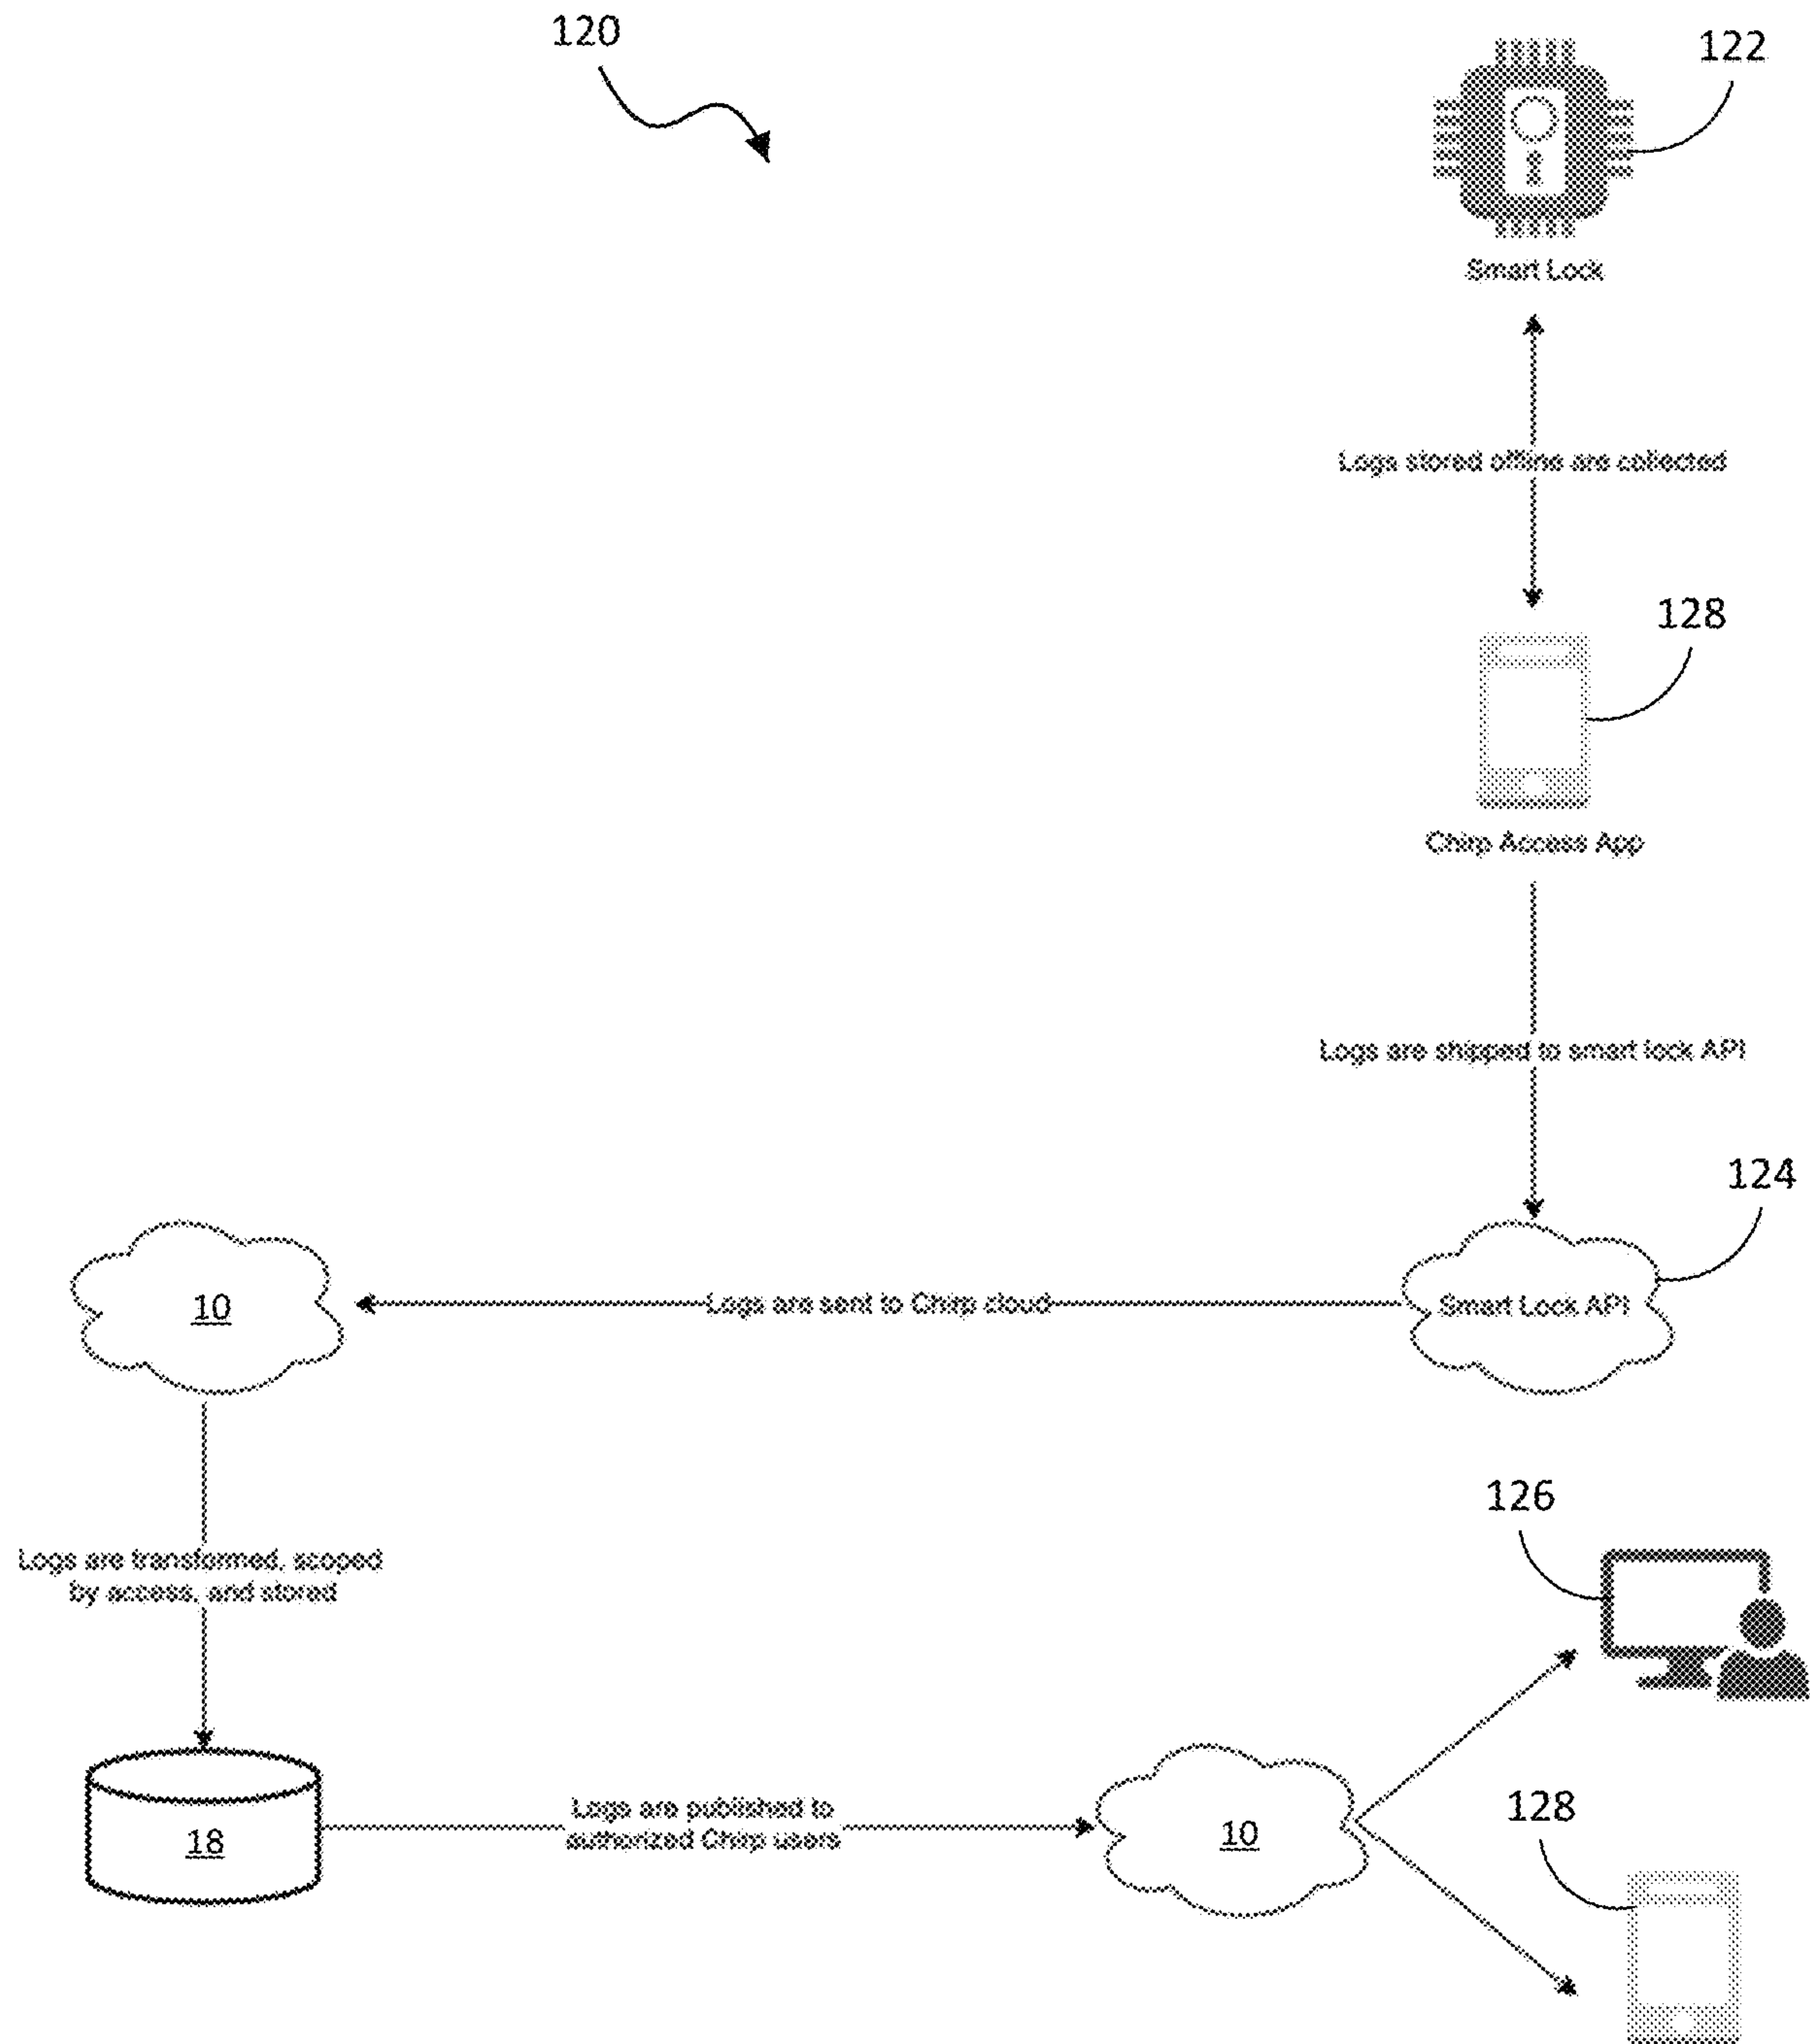 120
122
Smart Lock
Logs stored offline are collected
128
Chirp Access App
Logs are shipped to smart lock API
124
10
Logs are sent to Chirp cloud
Smart Lock API
126
Logs are transformed, scoped
by access, and stored
128
Logs are published to
authorized Chirp users
18
10